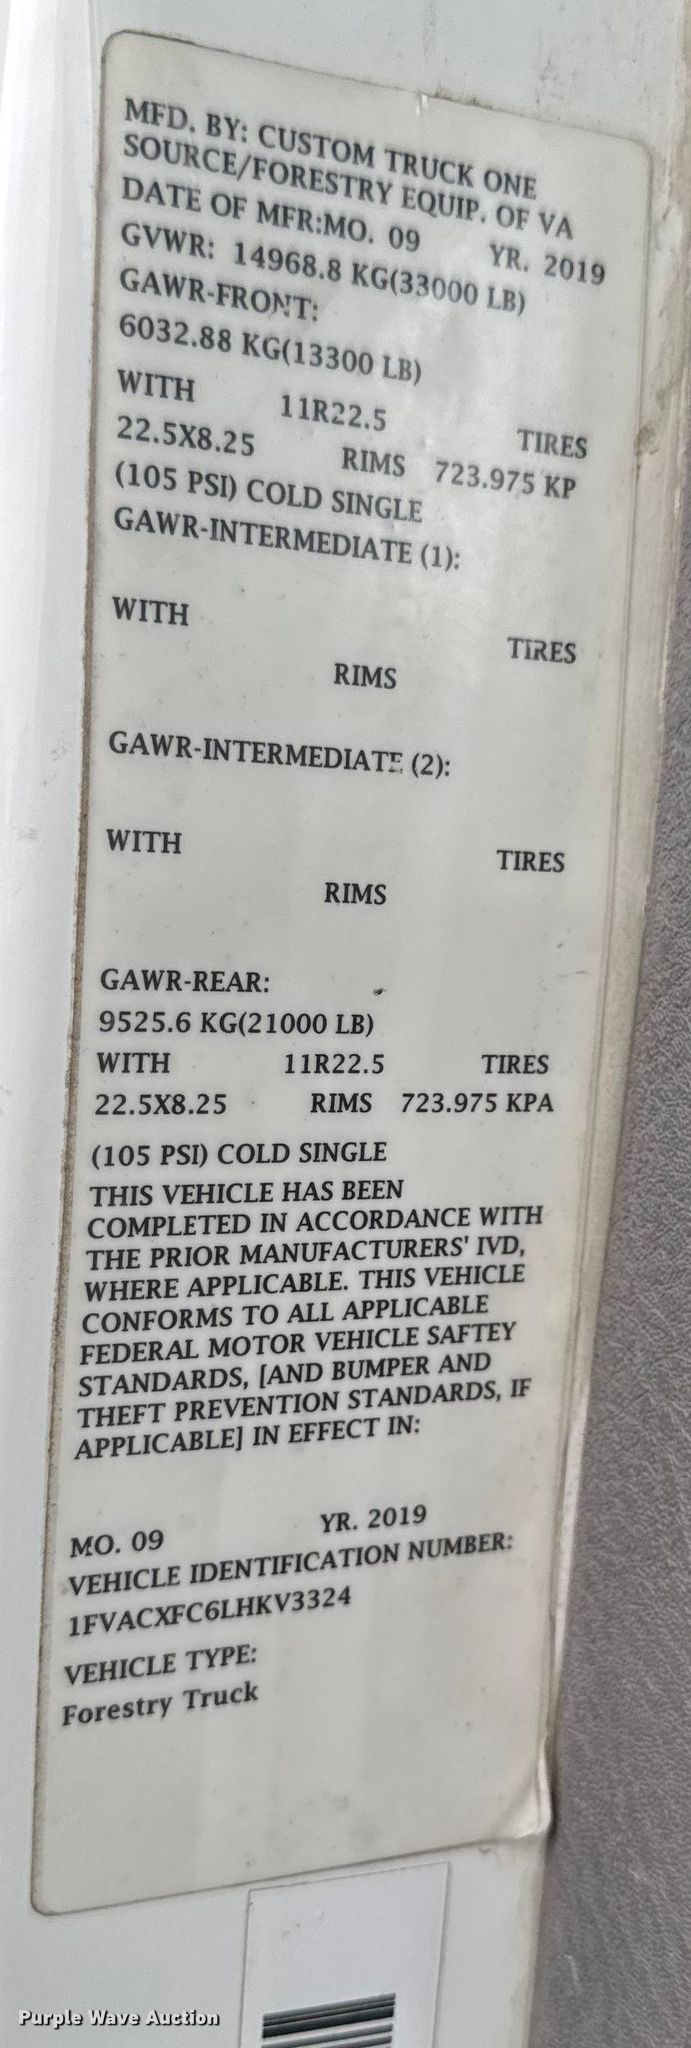 MFD. BY: CUSTOM TRUCK ONE
SOURCE/FORESTRY EQUIP. OF VA
DATE OF MFR:MO. 09 YR. 2019
GVWR: 14968.8 KG(33000 LB)
GAWR-FRONT:
6032.88 KG(13300 LB)
WITH 11R22.5 TIRES
22.5X8.25 RIMS 723.975 KP
(105 PSI) COLD SINGLE
GAWR-INTERMEDIATE (1):
WITH TIRES
RIMS
GAWR-INTERMEDIATE (2):
WITH TIRES
RIMS
GAWR-REAR:
9525.6 KG(21000 LB)
WITH 11R22.5 TIRES
22.5X8.25 RIMS 723.975 KPA
(105 PSI) COLD SINGLE
THIS VEHICLE HAS BEEN
COMPLETED IN ACCORDANCE WITH
THE PRIOR MANUFACTURERS' IVD,
WHERE APPLICABLE. THIS VEHICLE
CONFORMS TO ALL APPLICABLE
FEDERAL MOTOR VEHICLE SAFTEY
STANDARDS, [AND BUMPER AND
THEFT PREVENTION STANDARDS, IF
APPLICABLE] IN EFFECT IN:
MO. 09 YR. 2019
VEHICLE IDENTIFICATION NUMBER:
1FVACXFC6LHKV3324
VEHICLE TYPE:
Forestry Truck
Purple Wave Auction